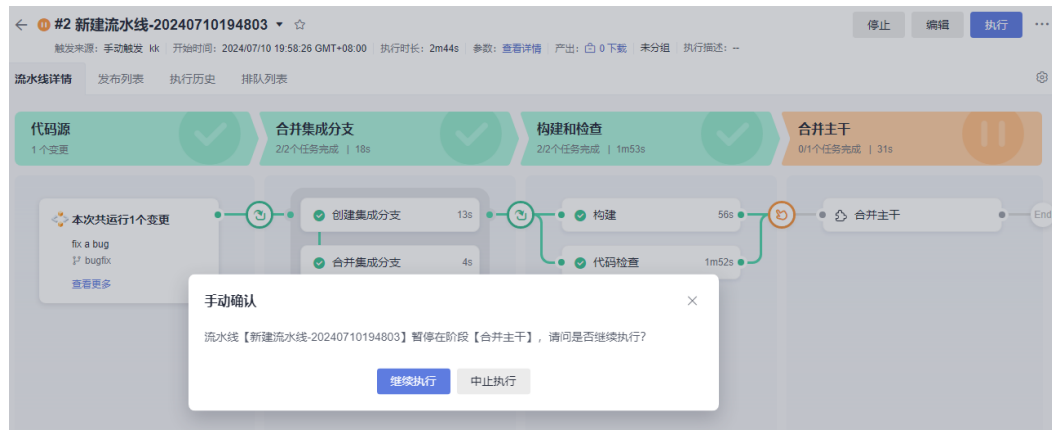 #2 新建流水线-20240710194803
停止 编辑 执行
触发来源: 手动触发 kk 开始时间: 2024/07/10 19:58:26 GMT+08:00 执行时长: 2m44s 参数: 查看详情 产出: 0下载 未分组 执行描述: --
流水线详情 发布列表 执行历史 排队列表
代码源 合并集成分支 构建和检查 合并主干
1 个变更 2/2个任务完成 | 18s 2/2个任务完成 | 1m53s 0/1个任务完成 | 31s
本次共运行1个变更 创建集成分支 13s 构建 56s 合并主干 End
fix a bug
bugfix 合并集成分支 4s 代码检查 1m52s
查看更多
手动确认
流水线【新建流水线-20240710194803】暂停在阶段【合并主干】，请问是否继续执行?
继续执行 中止执行